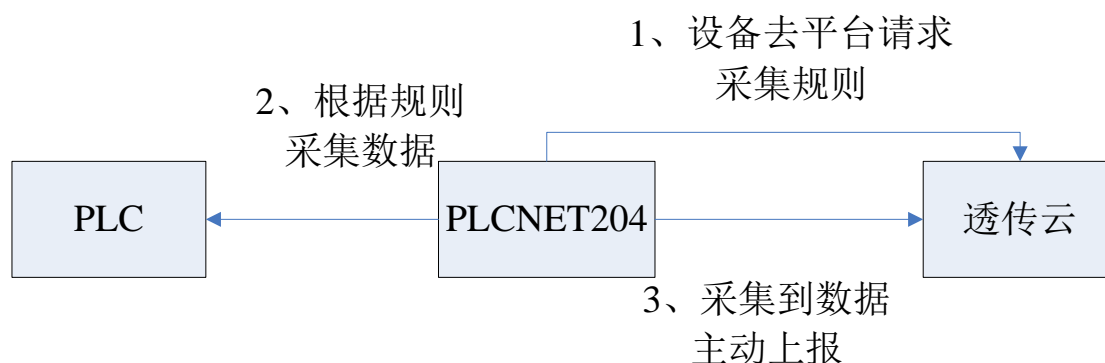 1、设备去平台请求
采集规则
2、根据规则
采集数据
PLC
PLCNET204
透传云
3、采集到数据
主动上报